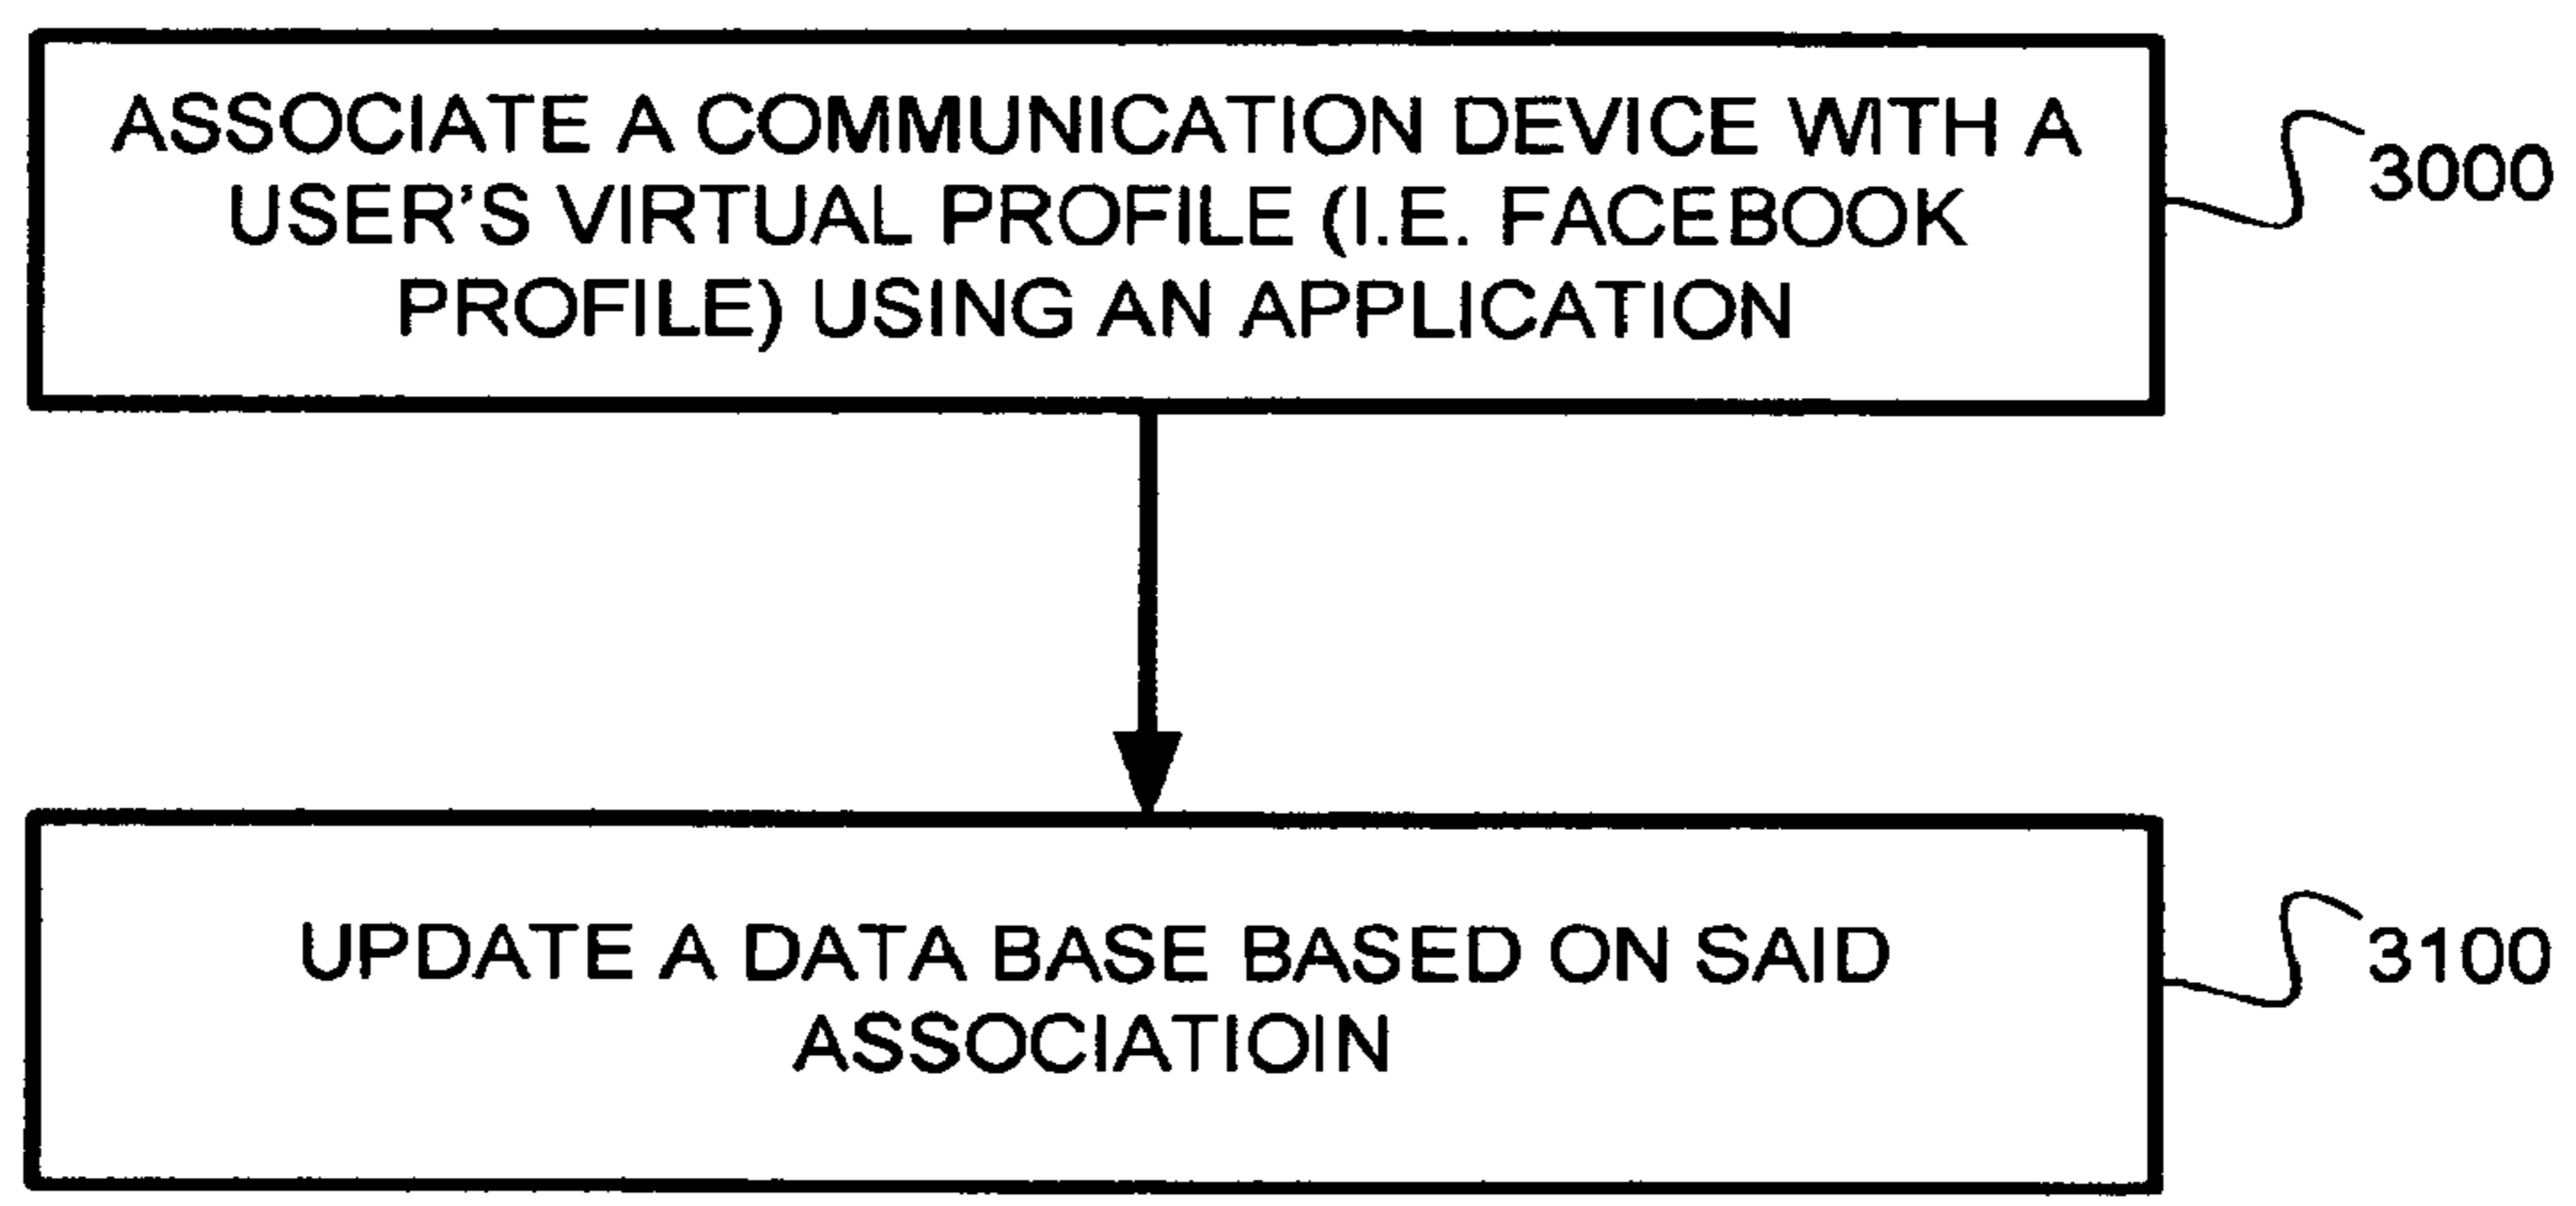 ASSOCIATE A COMMUNICATION DEVICE WITH A
USER'S VIRTUAL PROFILE (I.E. FACEBOOK
PROFILE) USING AN APPLICATION
3000
UPDATE A DATA BASE BASED ON SAID
ASSOCIATIOIN
3100